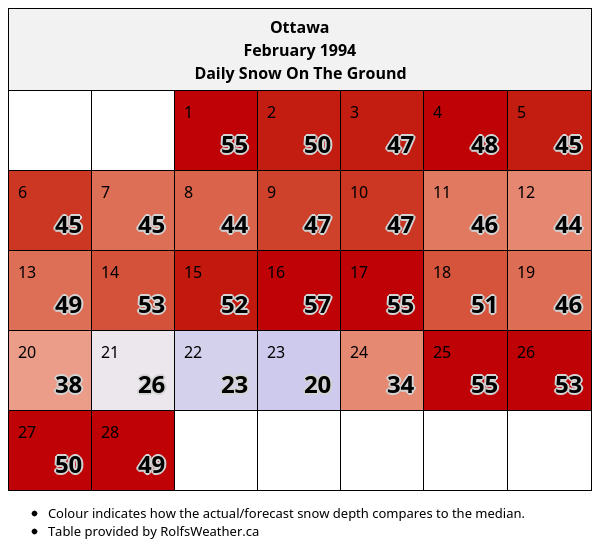 Ottawa
February 1994
Daily Snow On The Ground
1 2 3 4 5
55 50 47 48 45
6 7 8 9 10 11 12
45 45 44 47 47 46 44
13 14 15 16 17 18 19
49 53 52 57 55 51 46
20 21 22 23 24 25 26
38 26 23 20 34 55 53
27 28
50 49
• Colour indicates how the actual/forecast snow depth compares to the median.
• Table provided by RolfsWeather.ca